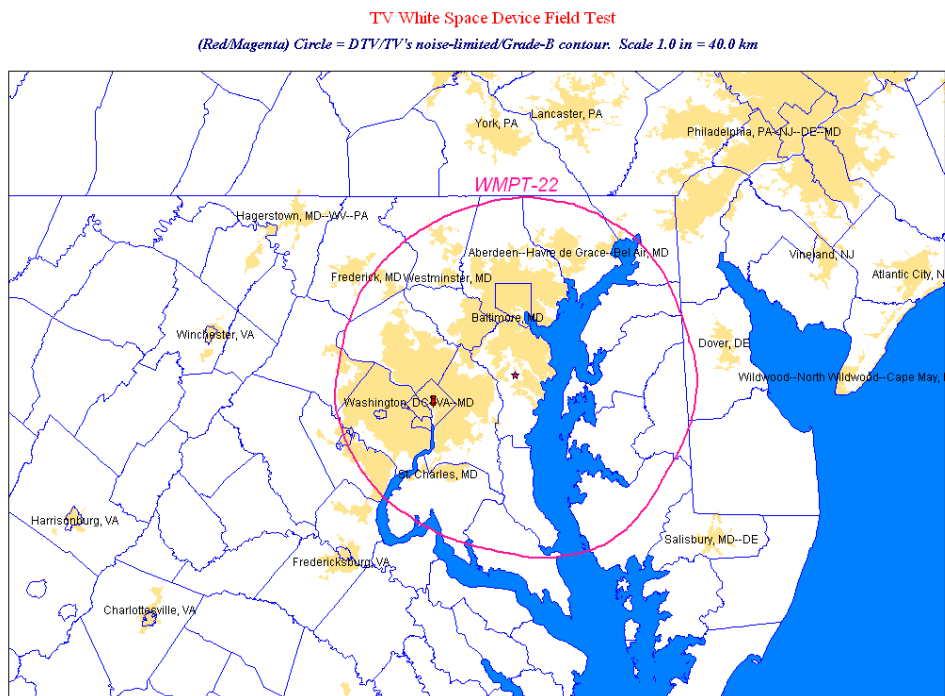 TV White Space Device Field Test
(Red/Magenta) Circle = DTV/TV's noise-limited/Grade-B contour. Scale 1.0 in = 40.0 km
Lancaster, PA
York, PA
Philadelphia, PA--NJ--DE--MD
WMPT-22
Hagerstown, MD--WV--PA
Aberdeen--Havre de Grace--Bel Air, MD
Vineland, NJ
Frederick, MD
Westminster, MD
Atlantic City, N
Baltimore, MD
Winchester, VA
Dover, DE
Wildwood--North Wildwood--Cape May,
Washington, DC--VA--MD
St. Charles, MD
Harrisonburg, VA
Salisbury, MD--DE
Fredericksburg, VA
Charlottesville, VA